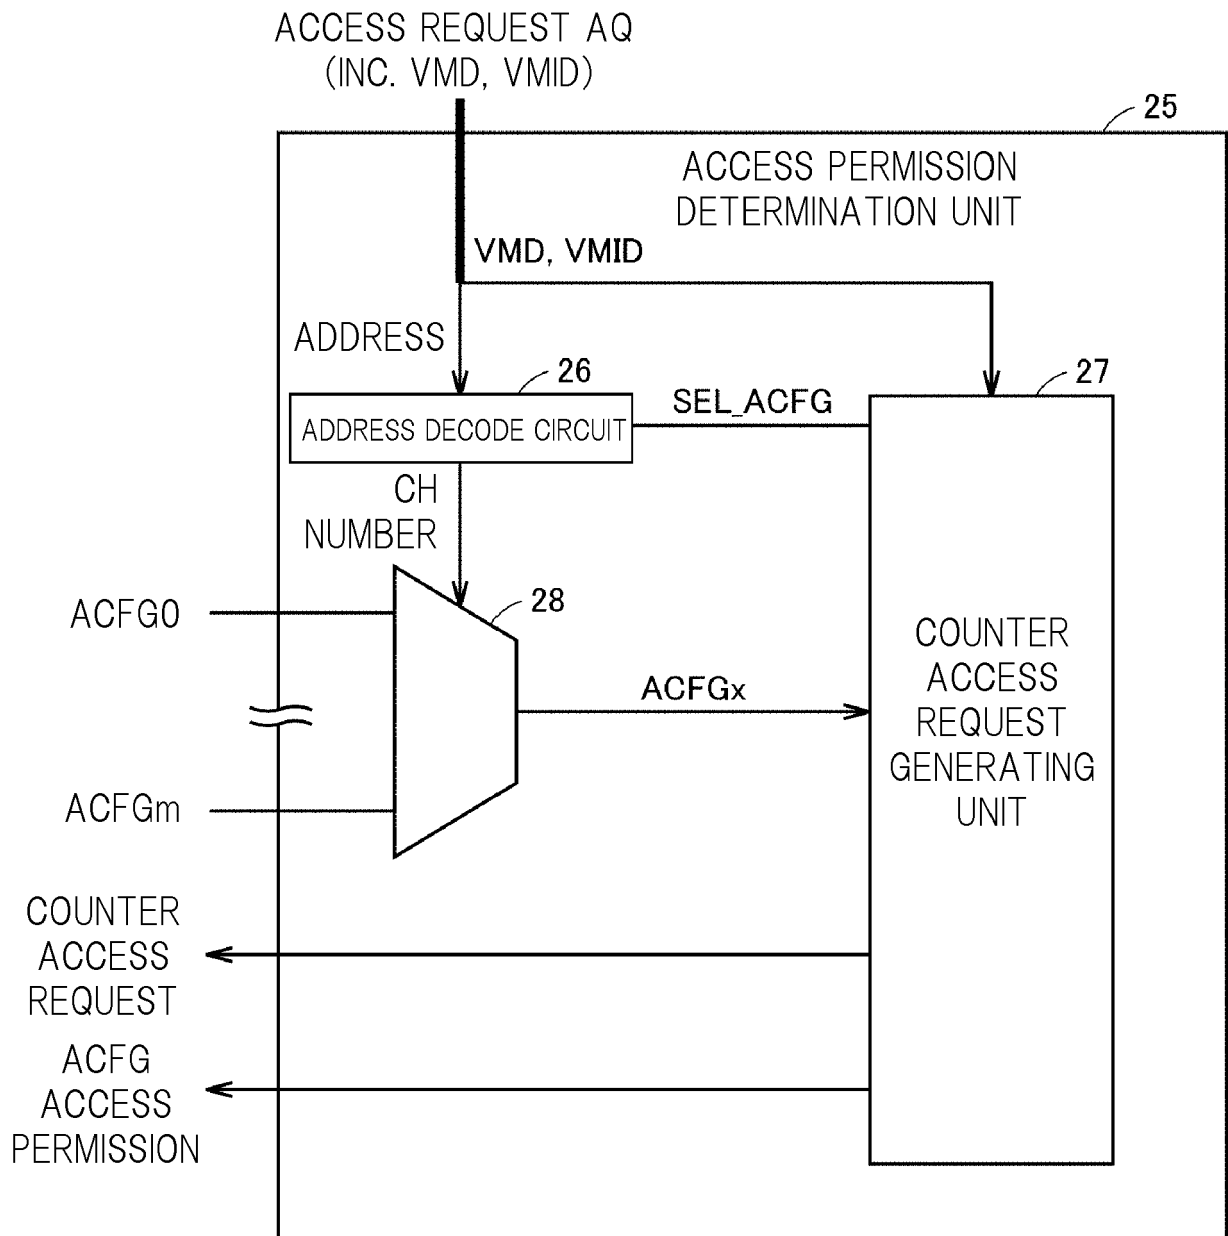 ACCESS REQUEST AQ
(INC. VMD, VMID)
25
ACCESS PERMISSION
DETERMINATION UNIT
VMD, VMID
ADDRESS
26
27
SEL_ACFG
ADDRESS DECODE CIRCUIT
CH
NUMBER
28
ACFG0
COUNTER
ACCESS
REQUEST
GENERATING
UNIT
ACFGx
ACFGm
COUNTER
ACCESS
REQUEST
ACFG
ACCESS
PERMISSION